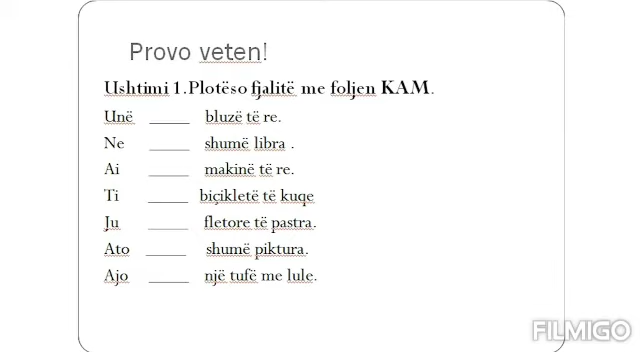 Provo veten!
Ushtimi 1.Plotëso fjalitë me foljen KAM.
Unë _____ bluzë të re.
Ne _____ shumë libra .
Ai _____ makinë të re.
Ti _____ biçikletë të kuqe
Ju _____ fletore të pastra.
Ato _____ shumë piktura.
Ajo _____ një tufë me lule.
FILMIGO